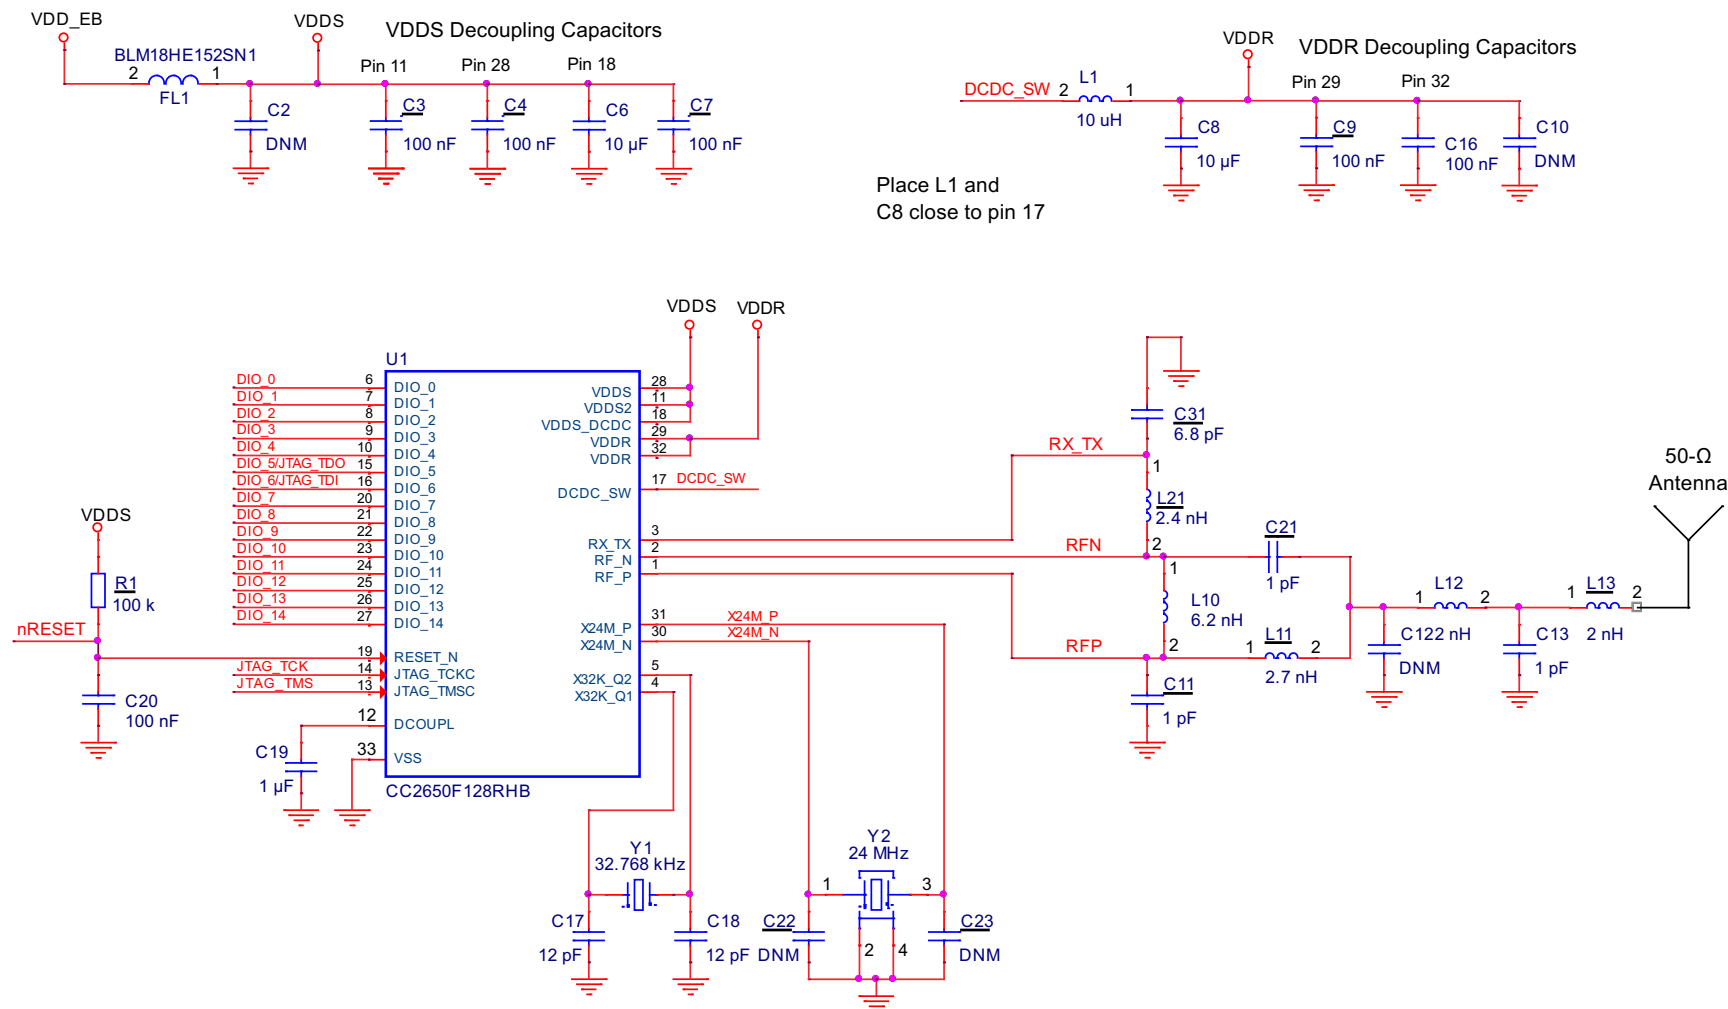 VDD_EB
VDDS
VDDS Decoupling Capacitors
BLM18HE152SN1
2
1
FL1
Pin 11
Pin 28
Pin 18
C2
DNM
C3
100 nF
C4
100 nF
C6
10 µF
C7
100 nF
VDDR
VDDR Decoupling Capacitors
DCDC_SW
2
L1
1
10 uH
Pin 29
Pin 32
C8
10 µF
C9
100 nF
C16
100 nF
C10
DNM
Place L1 and
C8 close to pin 17
VDDS
VDDR
U1
DIO_0 6 DIO_0
DIO_1 7 DIO_1
DIO_2 8 DIO_2
DIO_3 9 DIO_3
DIO_4 10 DIO_4
DIO_5/JTAG_TDO 15 DIO_5
DIO_6/JTAG_TDI 16 DIO_6
DIO_7 20 DIO_7
DIO_8 21 DIO_8
DIO_9 22 DIO_9
DIO_10 23 DIO_10
DIO_11 24 DIO_11
DIO_12 25 DIO_12
DIO_13 26 DIO_13
DIO_14 27 DIO_14
19 RESET_N
JTAG_TCK 14 JTAG_TCKC
JTAG_TMS 13 JTAG_TMSC
12 DCOUPL
33 VSS
VDDS 28
VDDS2 11
VDDS_DCDC 18
VDDR 29
VDDR 32
DCDC_SW 17 DCDC_SW
RX_TX 3
RF_N 2
RF_P 1
X24M_P 31 X24M_P
X24M_N 30 X24M_N
X32K_Q2 5
X32K_Q1 4
CC2650F128RHB
VDDS
R1
100 k
nRESET
C20
100 nF
C19
1 µF
Y1
32.768 kHz
C17
12 pF
C18
12 pF
Y2
24 MHz
1
3
2
4
C22
DNM
C23
DNM
RX_TX
RFN
RFP
C31
6.8 pF
1
L21
2.4 nH
2
1
L10
6.2 nH
2
C21
1 pF
1
L11
2
2.7 nH
C11
1 pF
1
L12
2
C122 nH
DNM
C13
1 pF
1
L13
2
2 nH
50-Ω
Antenna